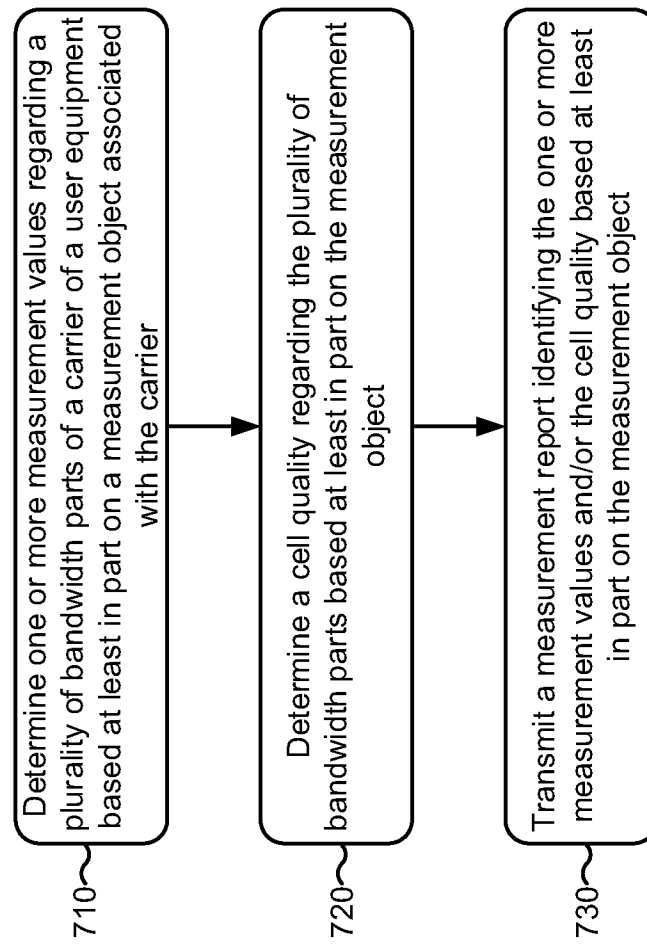 710
Determine one or more measurement values regarding a
plurality of bandwidth parts of a carrier of a user equipment
based at least in part on a measurement object associated
with the carrier
720
Determine a cell quality regarding the plurality of
bandwidth parts based at least in part on the measurement
object
730
Transmit a measurement report identifying the one or more
measurement values and/or the cell quality based at least
in part on the measurement object